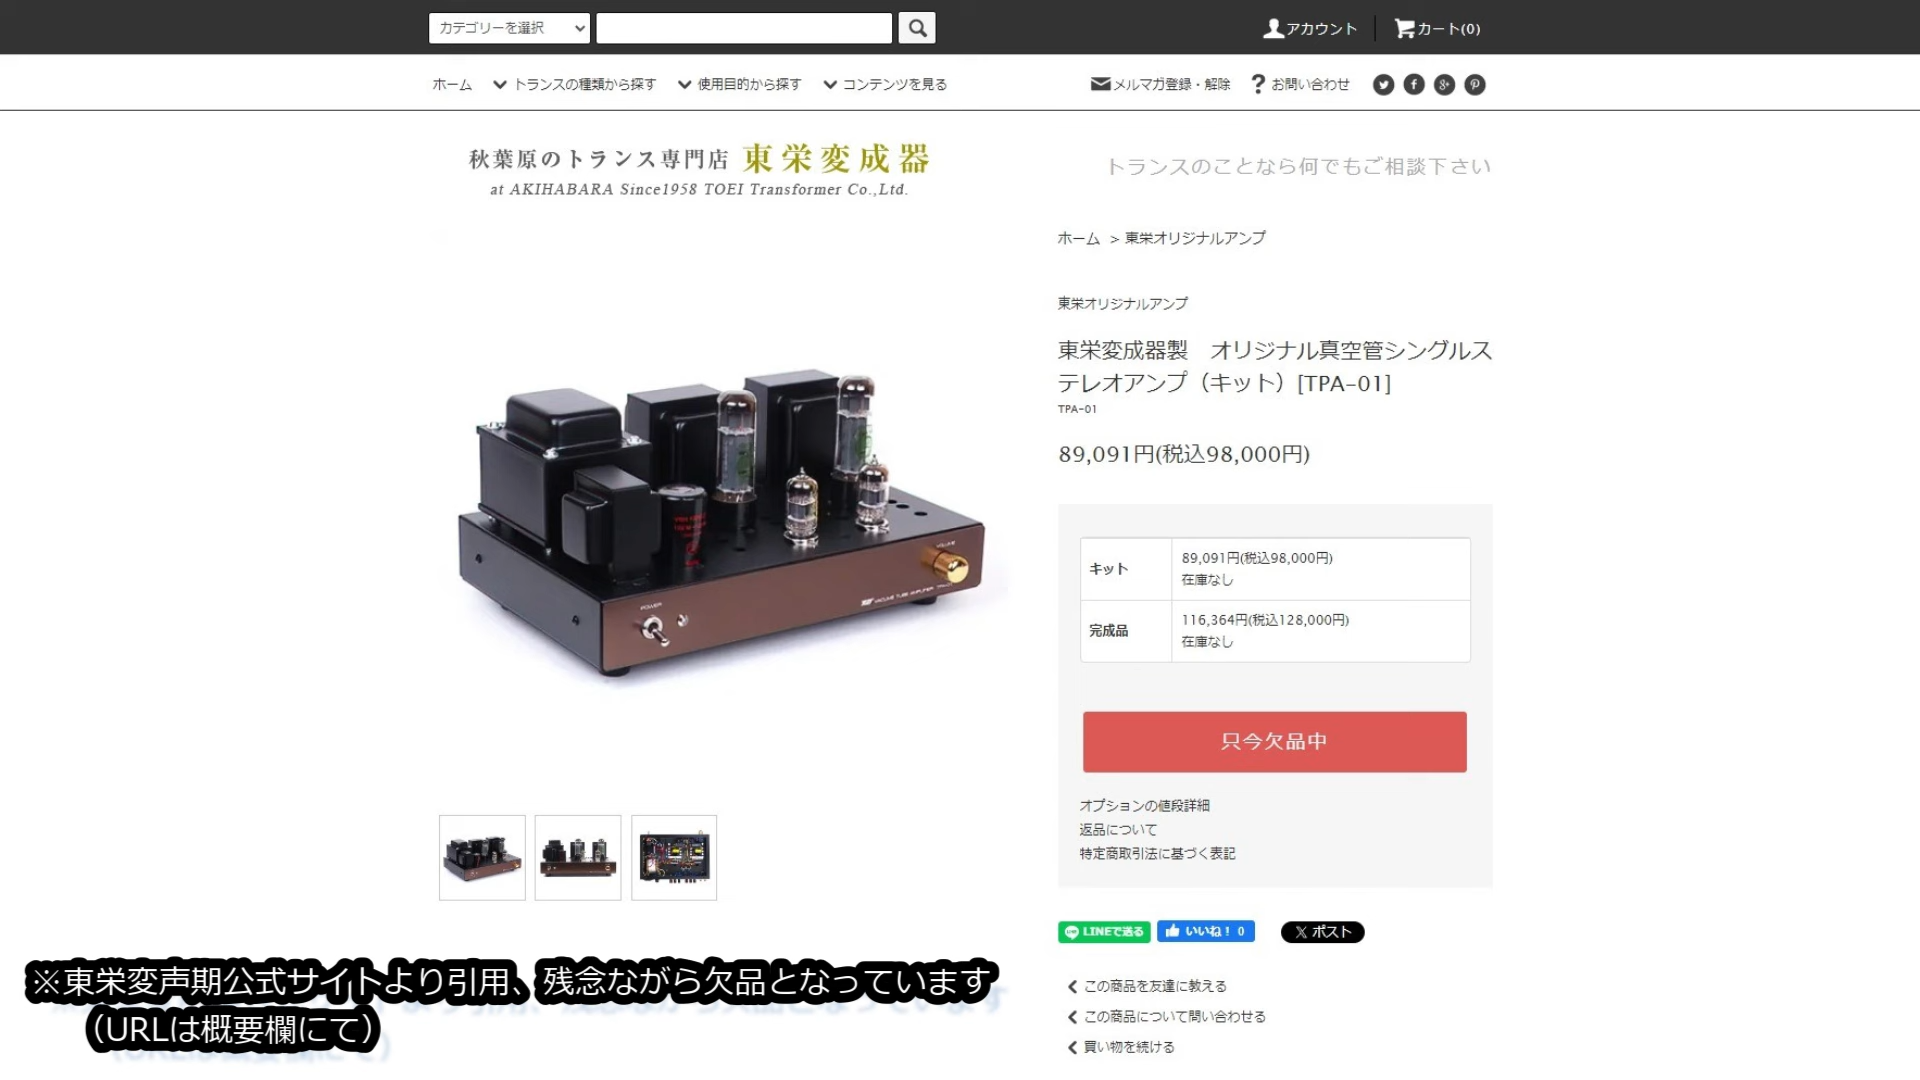 カテゴリーを選択
アカウント
カート(0)
ホーム
トランスの種類から探す
使用目的から探す
コンテンツを見る
メルマガ登録・解除
お問い合わせ
秋葉原のトランス専門店 東栄変成器
at AKIHABARA Since1958 TOEI Transformer Co.,Ltd.
トランスのことなら何でもご相談下さい
ホーム > 東栄オリジナルアンプ
東栄オリジナルアンプ
東栄変成器製　オリジナル真空管シングルス
テレオアンプ（キット）[TPA-01]
TPA-01
89,091円(税込98,000円)
キット
89,091円(税込98,000円)
在庫なし
完成品
116,364円(税込128,000円)
在庫なし
只今欠品中
オプションの値段詳細
返品について
特定商取引法に基づく表記
LINEで送る
いいね！ 0
ポスト
この商品を友達に教える
この商品について問い合わせる
買い物を続ける
POWER
VOLUME
※東栄変声期公式サイトより引用、残念ながら欠品となっています
（URLは概要欄にて）